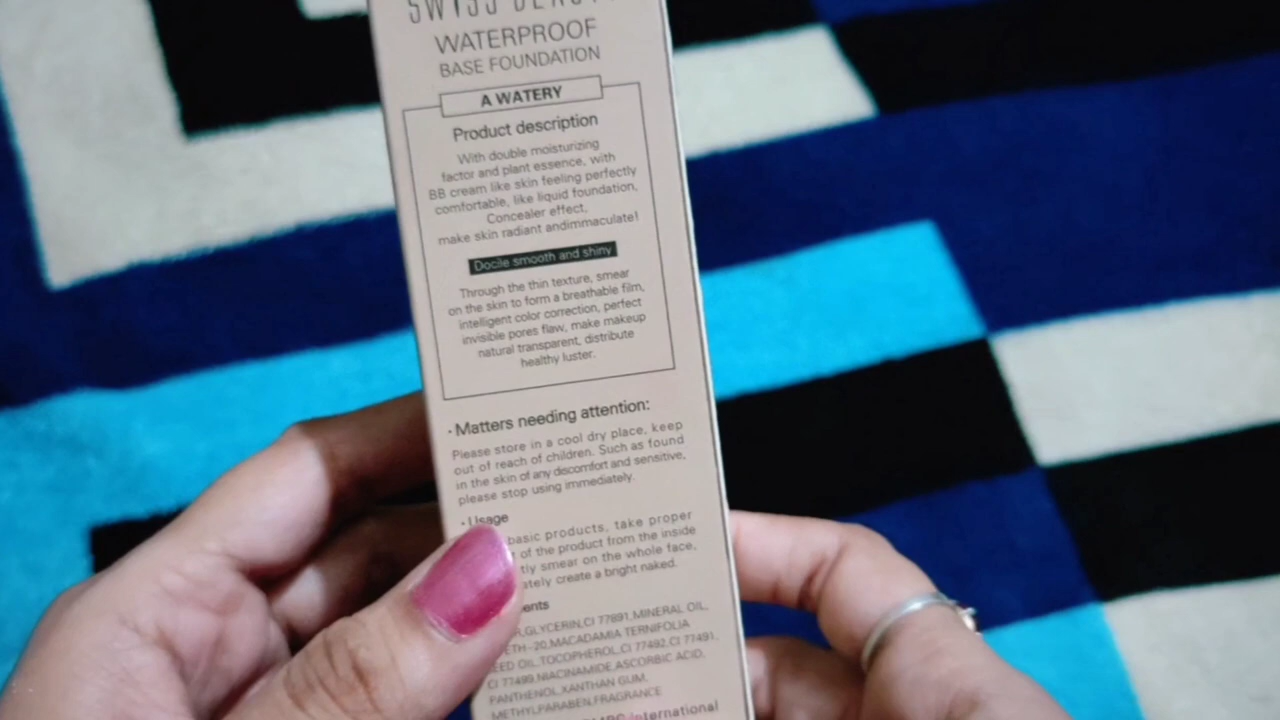 SWISS BEAUTY
WATERPROOF
BASE FOUNDATION
A WATERY
Product description
With double moisturizing
factor and plant essence, with
BB cream like skin feeling perfectly
comfortable, like liquid foundation,
Concealer effect,
make skin radiant andimmaculate!
Docile smooth and shiny
Through the thin texture, smear
on the skin to form a breathable film,
intelligent color correction, perfect
invisible pores flaw, make makeup
natural transparent, distribute
healthy luster.
· Matters needing attention:
Please store in a cool dry place, keep
out of reach of children. Such as found
in the skin of any discomfort and sensitive,
please stop using immediately.
· Usage
basic products, take proper
of the product from the inside
smear on the whole face,
create a bright naked.
GLYCERIN,CI 77891,MINERAL OIL,
-20,MACADAMIA TERNIFOLIA
OIL,TOCOPHEROL,CI 77492,CI 77491,
CI 77499,NIACINAMIDE,ASCORBIC ACID,
PANTHENOL,XANTHAN GUM,
METHYLPARABEN,FRAGRANCE
International